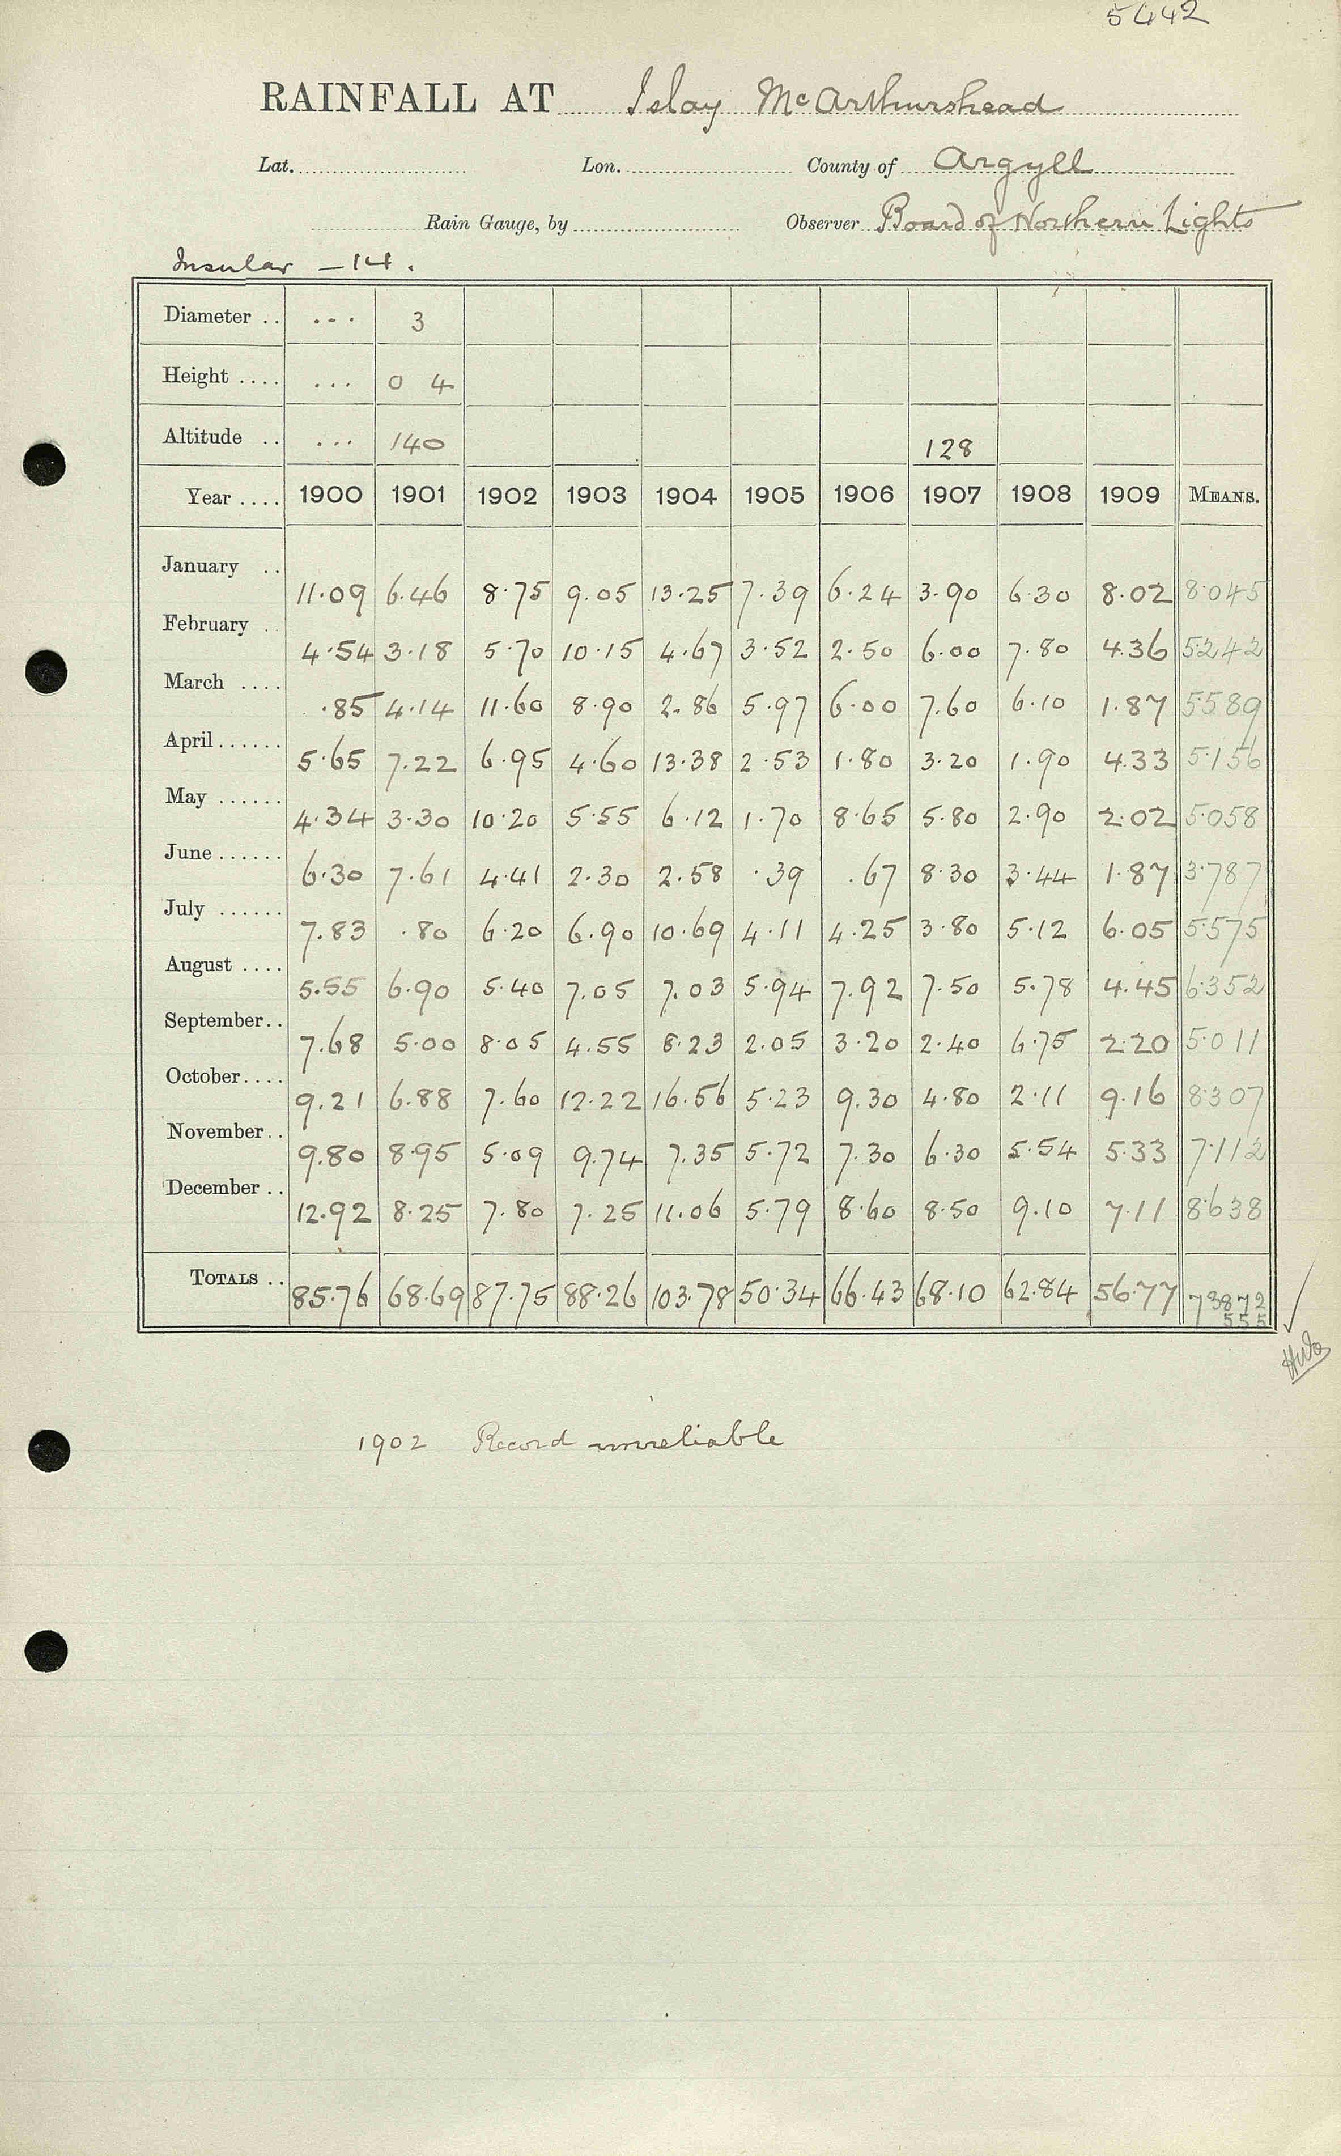 5442
RAINFALL AT Islay McArthurshead
Lat. Lon. County of Argyll
Rain Gauge, by Observer Board of Northern Lights
Insular – 14.
Diameter .. ... 3
Height .... ... 0 4
Altitude .. ... 140 128
Year .... 1900 1901 1902 1903 1904 1905 1906 1907 1908 1909 MEANS.
January .. 11.09 6.46 8.75 9.05 13.25 7.39 6.24 3.90 6.30 8.02 8.045
February .. 4.54 3.18 5.70 10.15 4.67 3.52 2.50 6.00 7.80 4.36 5.242
March .... .85 4.14 11.60 8.90 2.86 5.97 6.00 7.60 6.10 1.87 5.589
April ...... 5.65 7.22 6.95 4.60 13.38 2.53 1.80 3.20 1.90 4.33 5.156
May ...... 4.34 3.30 10.20 5.55 6.12 1.70 8.65 5.80 2.90 2.02 5.058
June ...... 6.30 7.61 4.41 2.30 2.58 .39 .67 8.30 3.44 1.87 3.787
July ...... 7.83 .80 6.20 6.90 10.69 4.11 4.25 3.80 5.12 6.05 5.575
August .... 5.55 6.90 5.40 7.05 7.03 5.94 7.92 7.50 5.78 4.45 6.352
September .. 7.68 5.00 8.05 4.55 8.23 2.05 3.20 2.40 6.75 2.20 5.011
October .... 9.21 6.88 7.60 12.22 16.56 5.23 9.30 4.80 2.11 9.16 8.307
November .. 9.80 8.95 5.09 9.74 7.35 5.72 7.30 6.30 5.54 5.33 7.112
December .. 12.92 8.25 7.80 7.25 11.06 5.79 8.60 8.50 9.10 7.11 8.638
TOTALS .. 85.76 68.69 87.75 88.26 103.78 50.34 66.43 68.10 62.84 56.77 73872
555
1902 Record unreliable